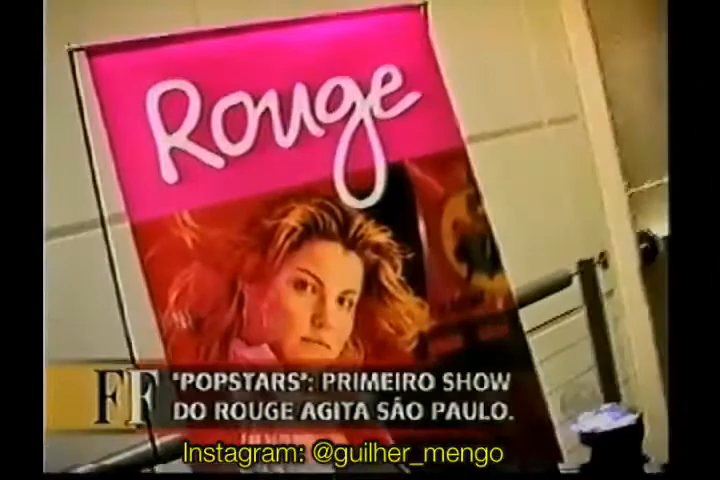 Rouge
FF
"POPSTARS": PRIMEIRO SHOW
DO ROUGE AGITA SÃO PAULO.
Instagram: @guilher_mengo